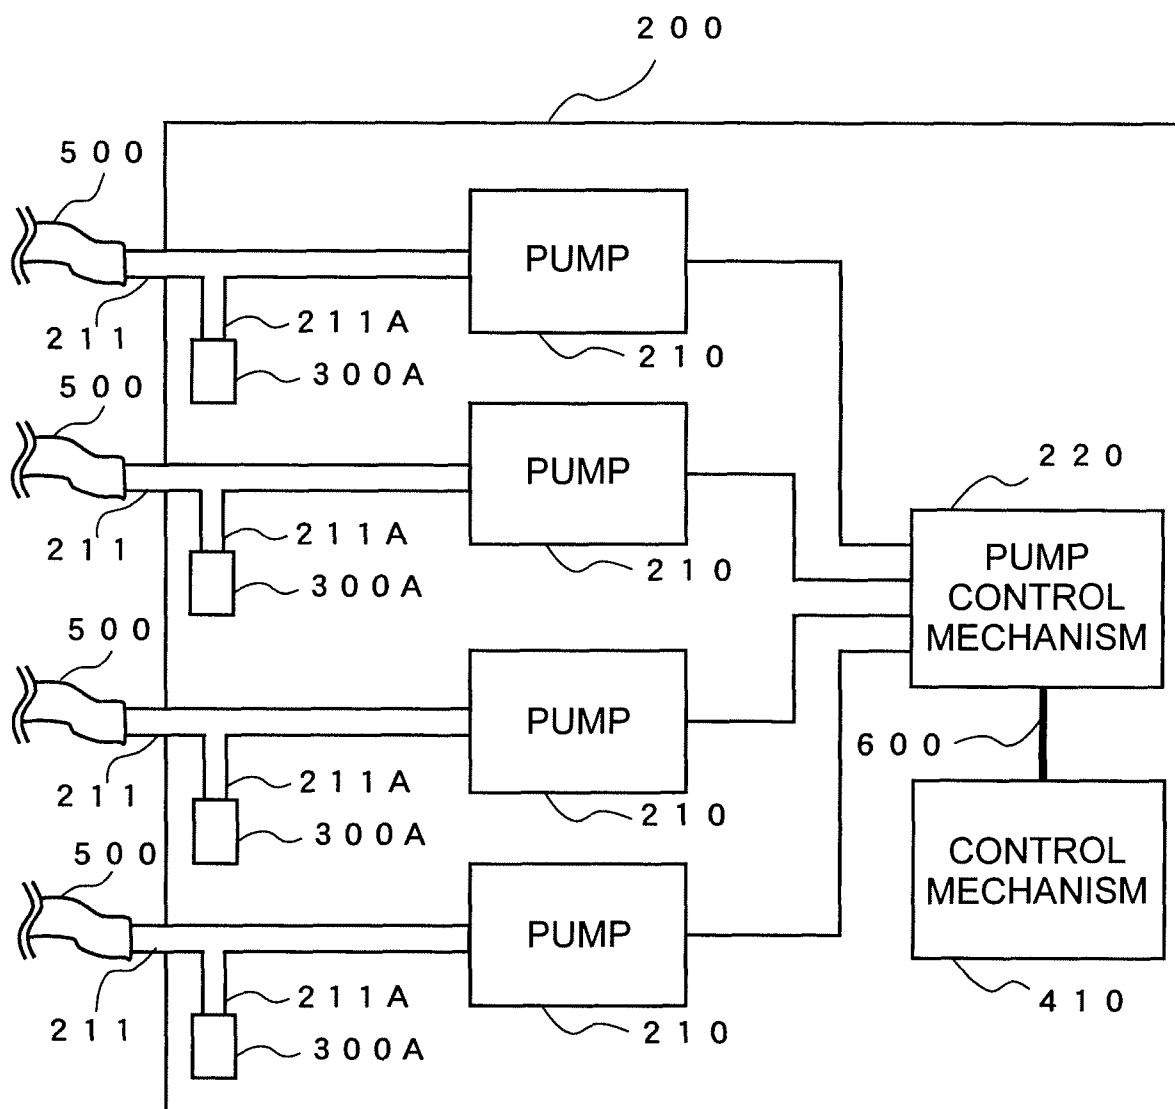 200
500
PUMP
211
211A
210
300A
500
PUMP
220
211
211A
210
300A
PUMP
CONTROL
MECHANISM
500
PUMP
600
211
211A
210
300A
CONTROL
MECHANISM
500
PUMP
211A
410
211
210
300A